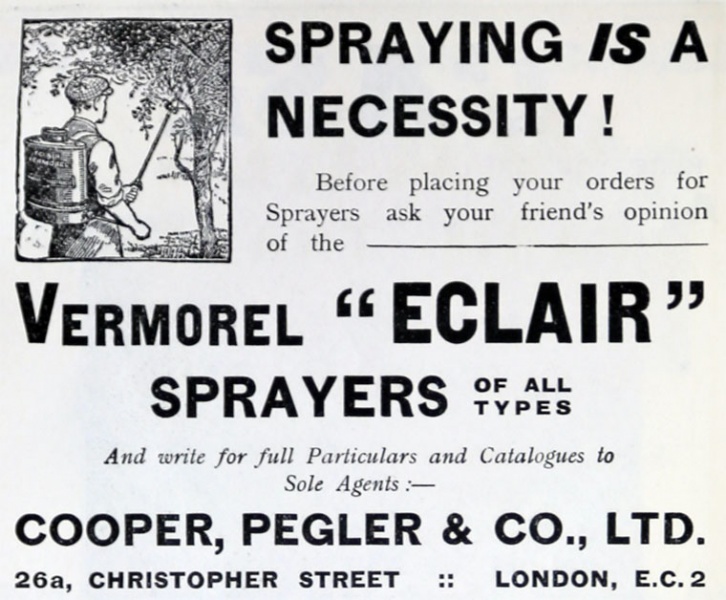 SPRAYING IS A
NECESSITY!
Before placing your orders for
Sprayers ask your friend's opinion
of the
VERMOREL "ECLAIR"
SPRAYERS OF ALL
TYPES
And write for full Particulars and Catalogues to
Sole Agents:—
COOPER, PEGLER & CO., LTD.
26a, CHRISTOPHER STREET :: LONDON, E.C. 2